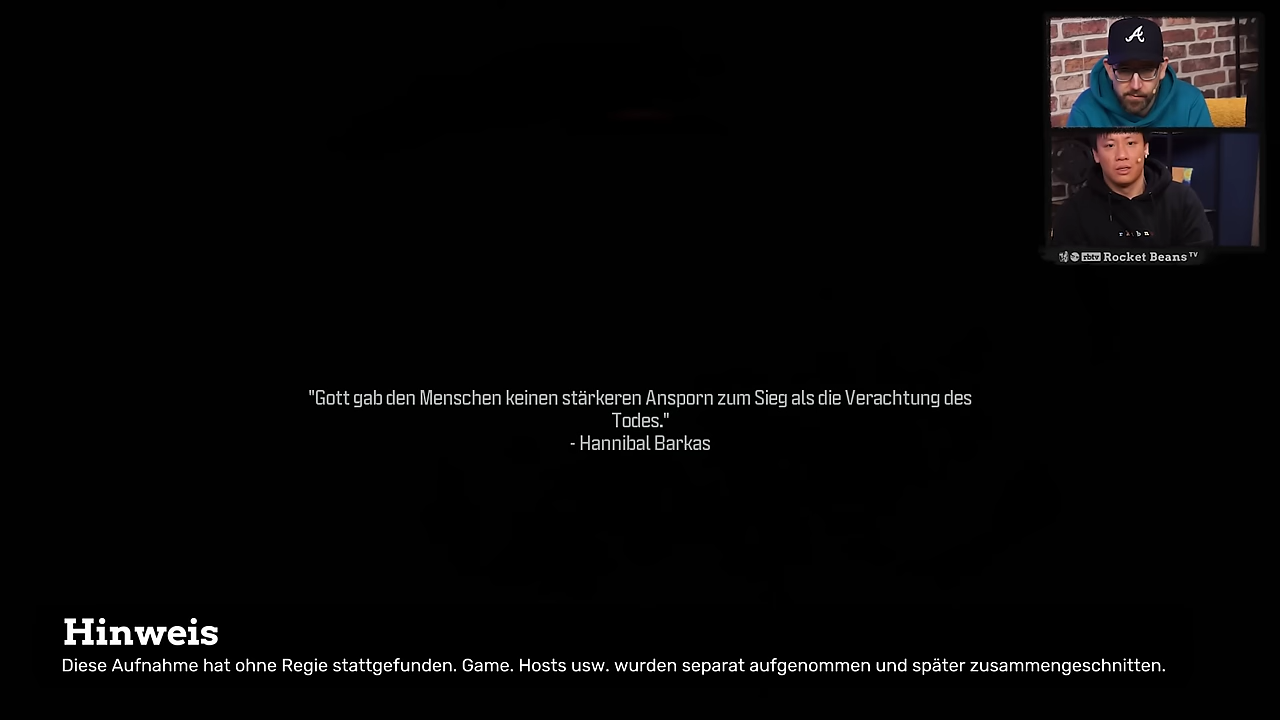 A
rbtv Rocket Beans TV
"Gott gab den Menschen keinen stärkeren Ansporn zum Sieg als die Verachtung des
Todes."
- Hannibal Barkas
Hinweis
Diese Aufnahme hat ohne Regie stattgefunden. Game. Hosts usw. wurden separat aufgenommen und später zusammengeschnitten.